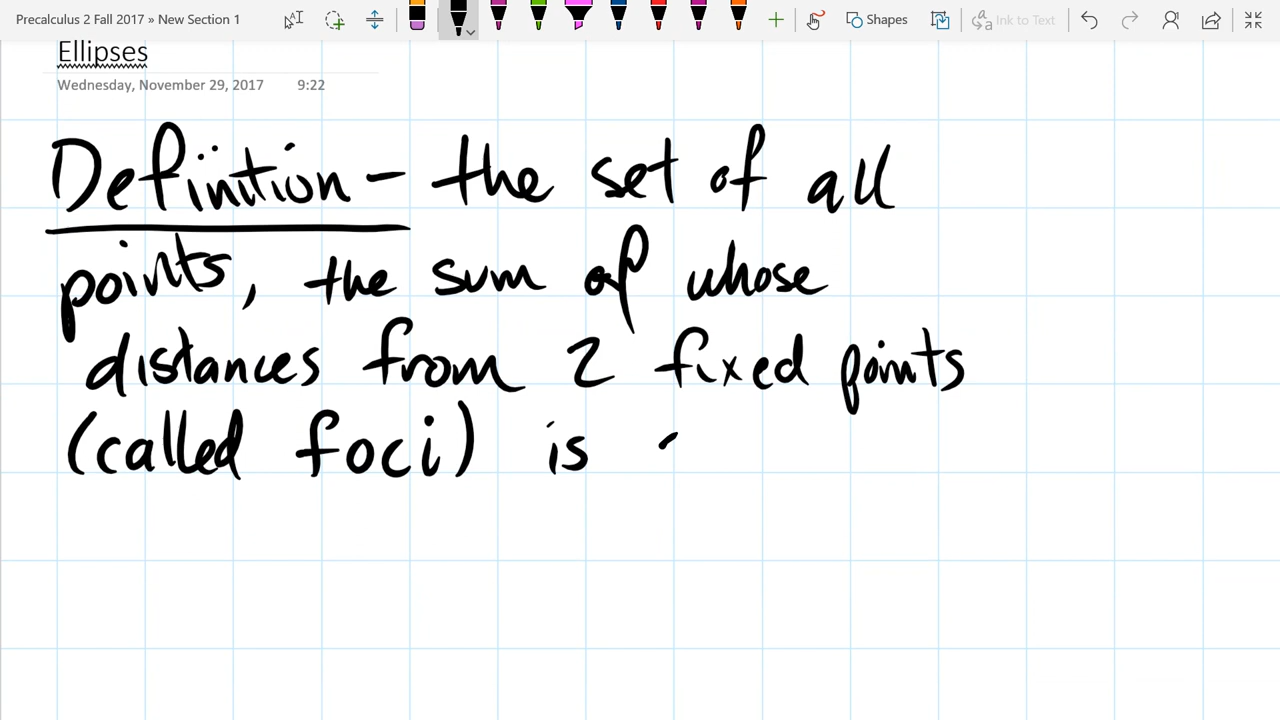 Precalculus 2 Fall 2017 » New Section 1
Shapes
Ink to Text
Ellipses
Wednesday, November 29, 2017 9:22
Definition - the set of all
points, the sum of whose
distances from 2 fixed points
(called foci) is